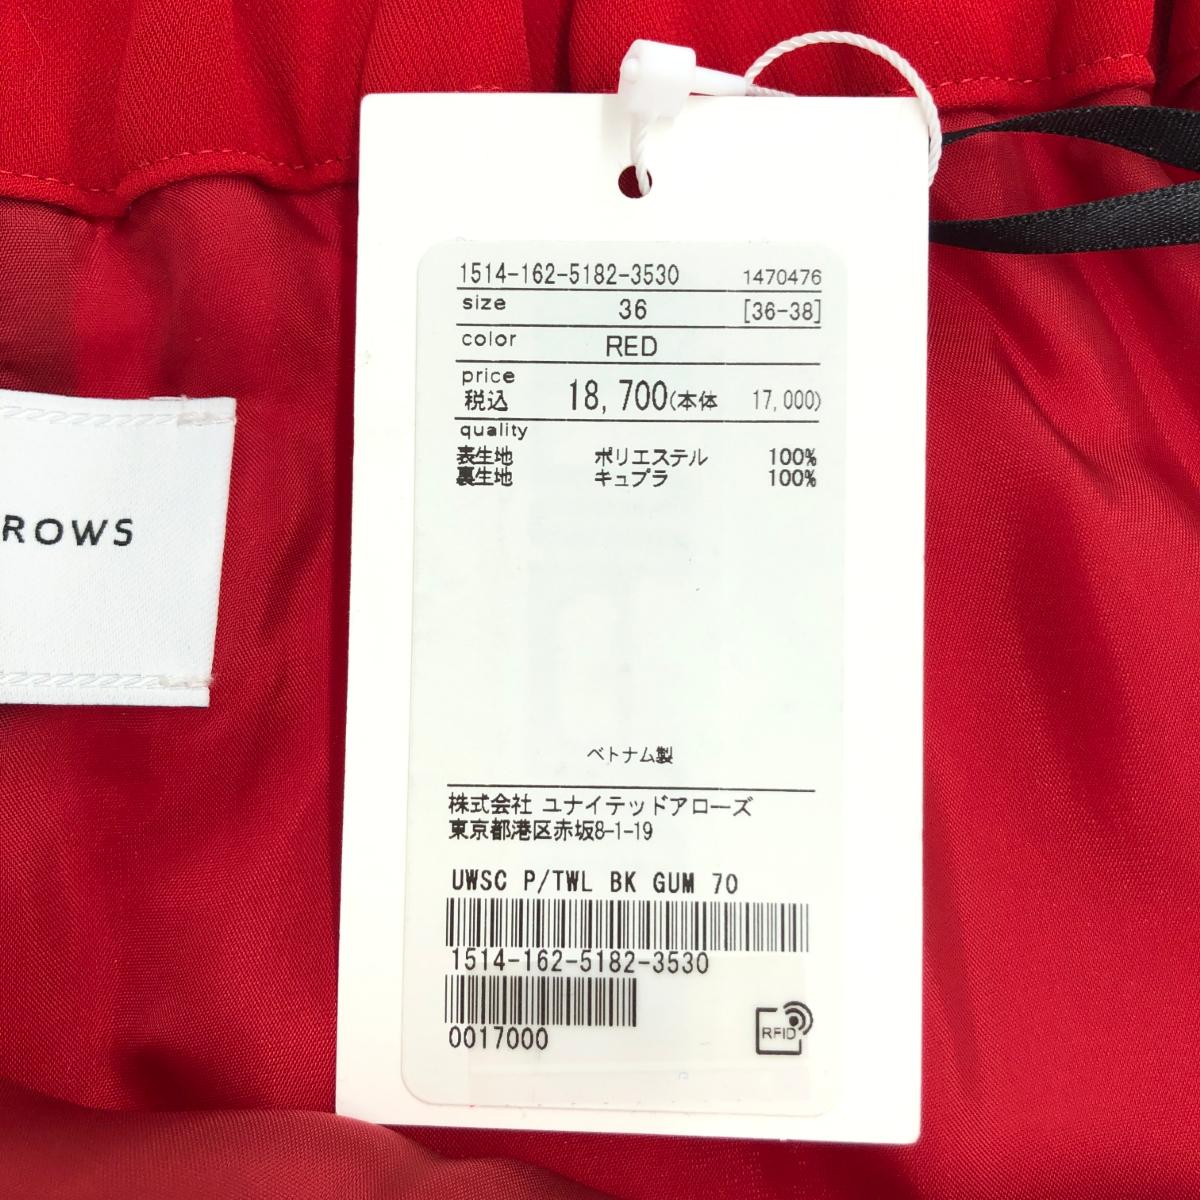 1514-162-5182-3530 1470476
size 36 [36-38]
color RED
price
税込 18,700(本体 17,000)
quality
表生地 ポリエステル 100%
裏生地 キュプラ 100%
ROWS
ベトナム製
株式会社 ユナイテッドアローズ
東京都港区赤坂8-1-19
UWSC P/TWL BK GUM 70
1514-162-5182-3530
0017000
RFID